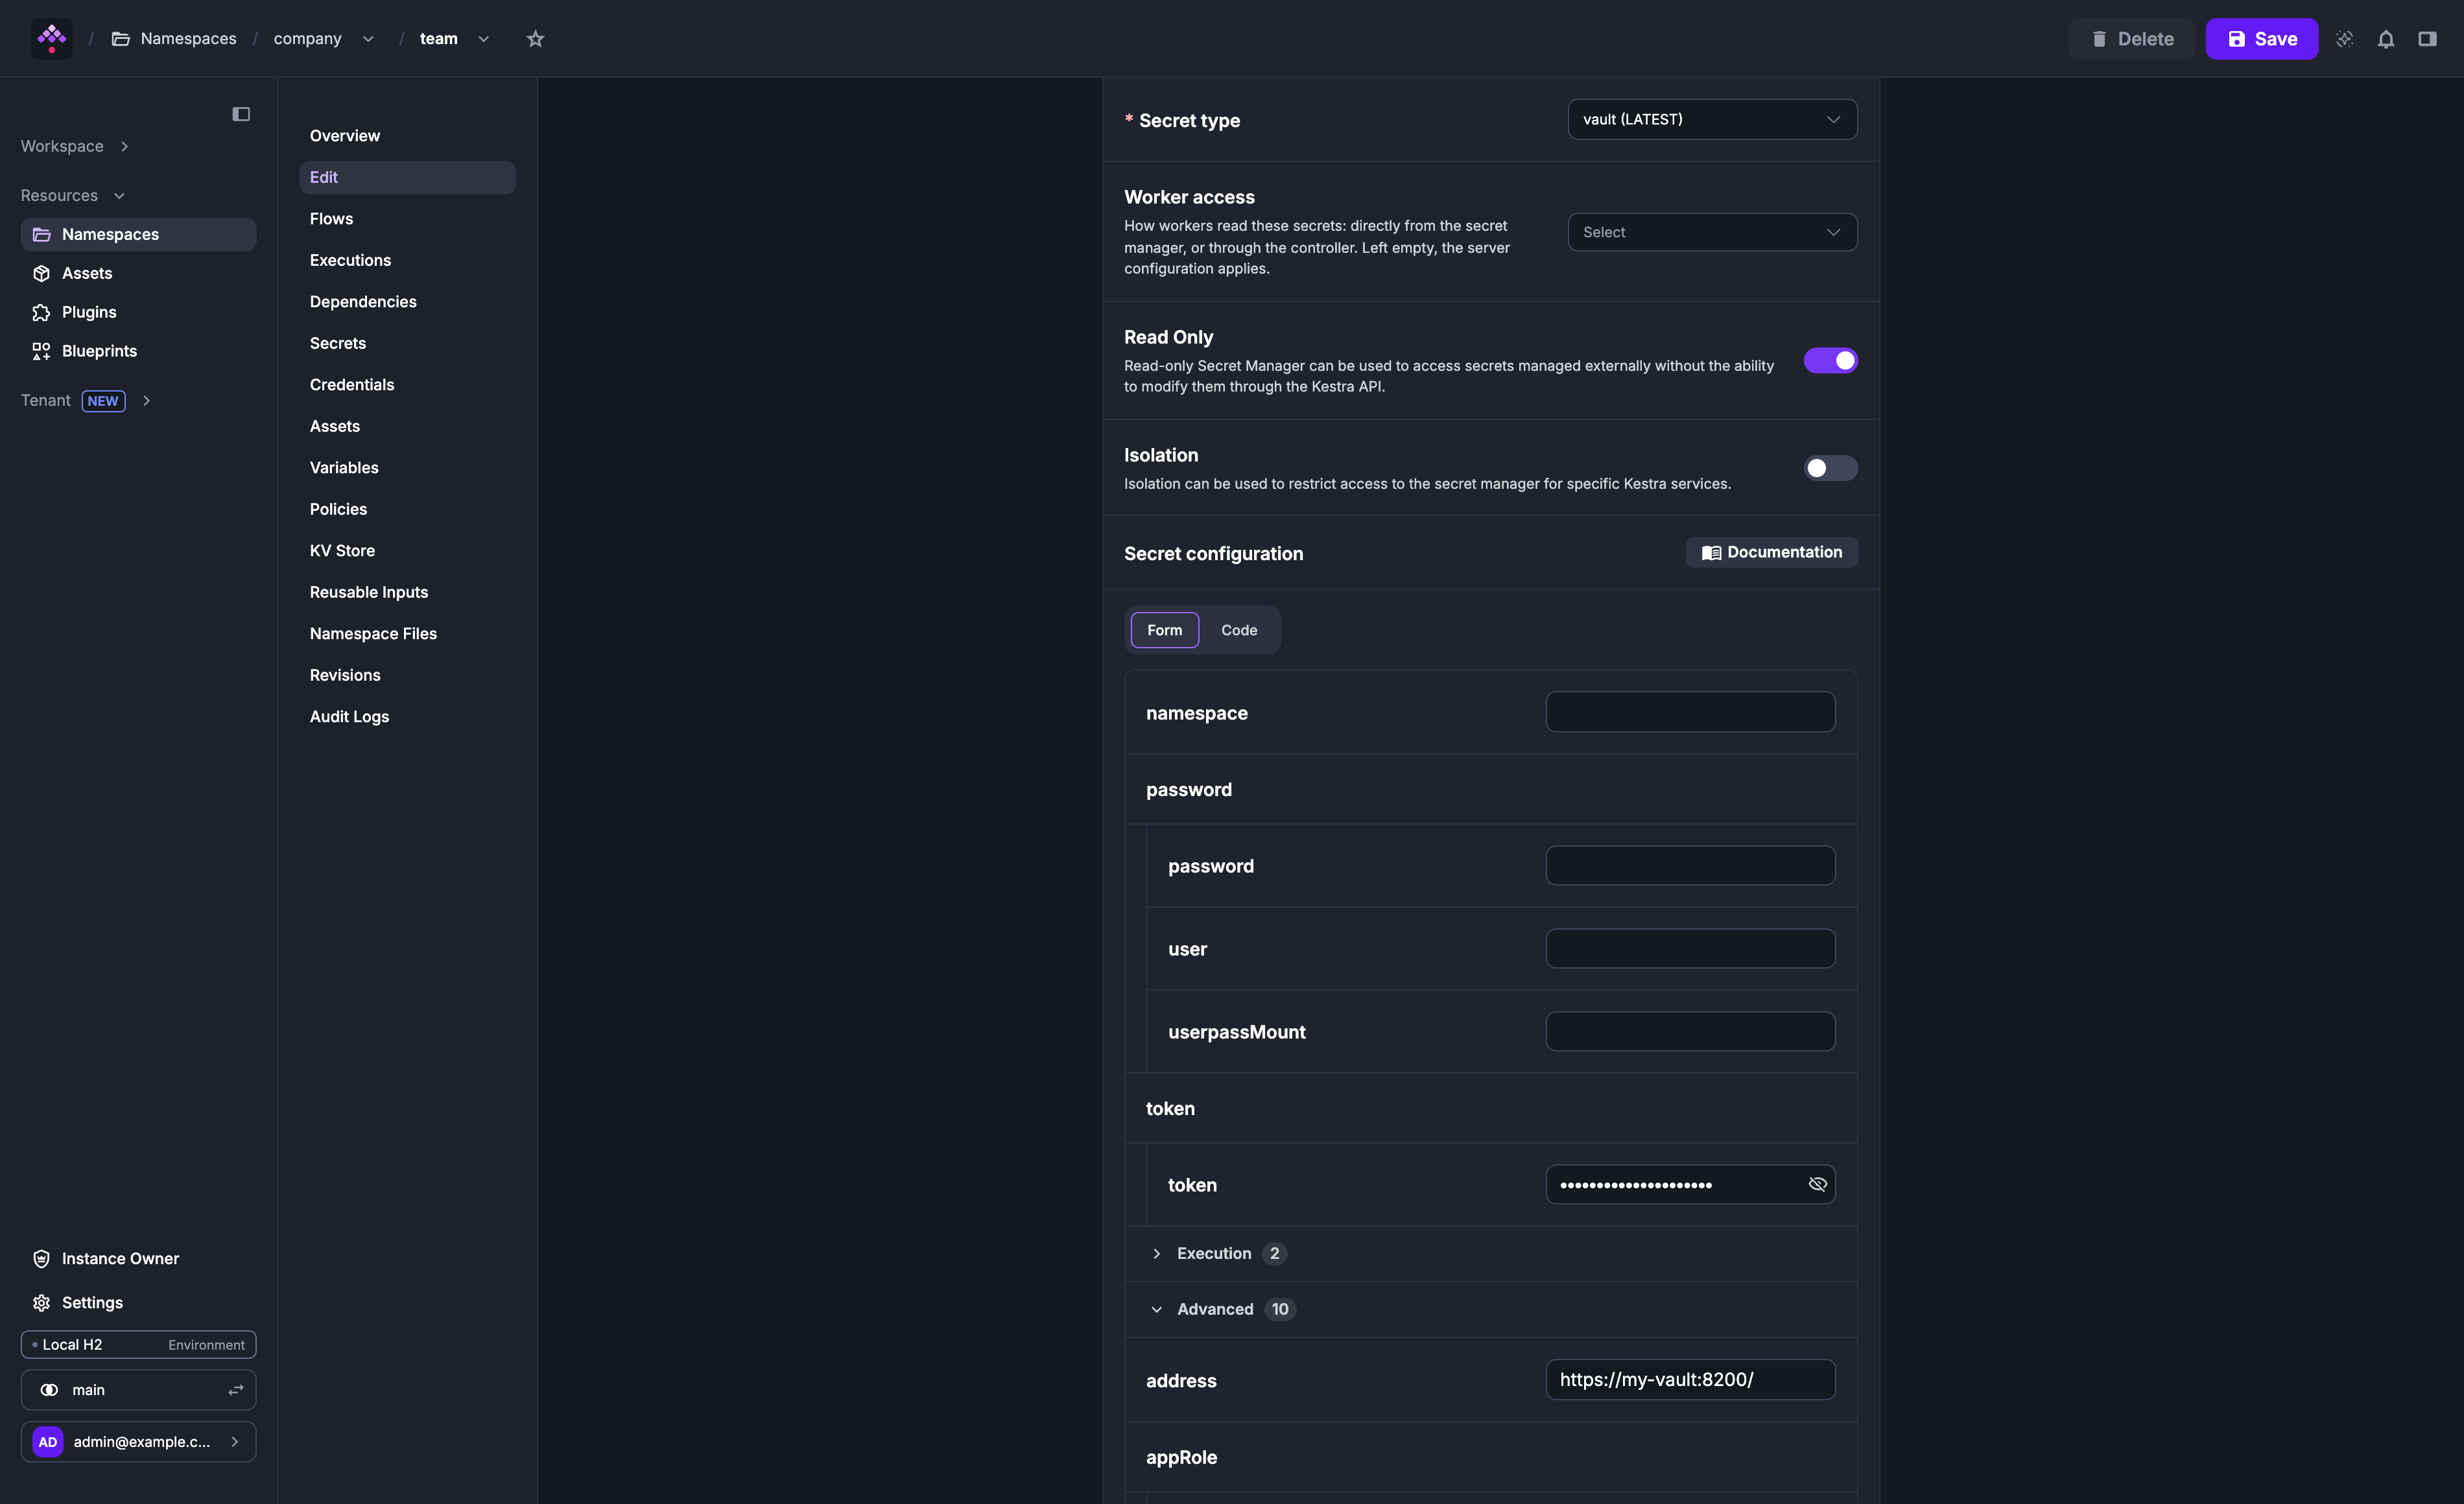 / Namespaces / company / team
Delete
Save
Workspace
Resources
Namespaces
Assets
Plugins
Blueprints
Tenant NEW
Instance Owner
Settings
Local H2 Environment
main
AD admin@example.c...
Overview
Edit
Flows
Executions
Dependencies
Secrets
Credentials
Assets
Variables
Policies
KV Store
Reusable Inputs
Namespace Files
Revisions
Audit Logs
* Secret type
vault (LATEST)
Worker access
How workers read these secrets: directly from the secret
manager, or through the controller. Left empty, the server
configuration applies.
Select
Read Only
Read-only Secret Manager can be used to access secrets managed externally without the ability
to modify them through the Kestra API.
Isolation
Isolation can be used to restrict access to the secret manager for specific Kestra services.
Secret configuration
Documentation
Form Code
namespace
password
password
user
userpassMount
token
token
•••••••••••••••••••••
Execution 2
Advanced 10
address
https://my-vault:8200/
appRole